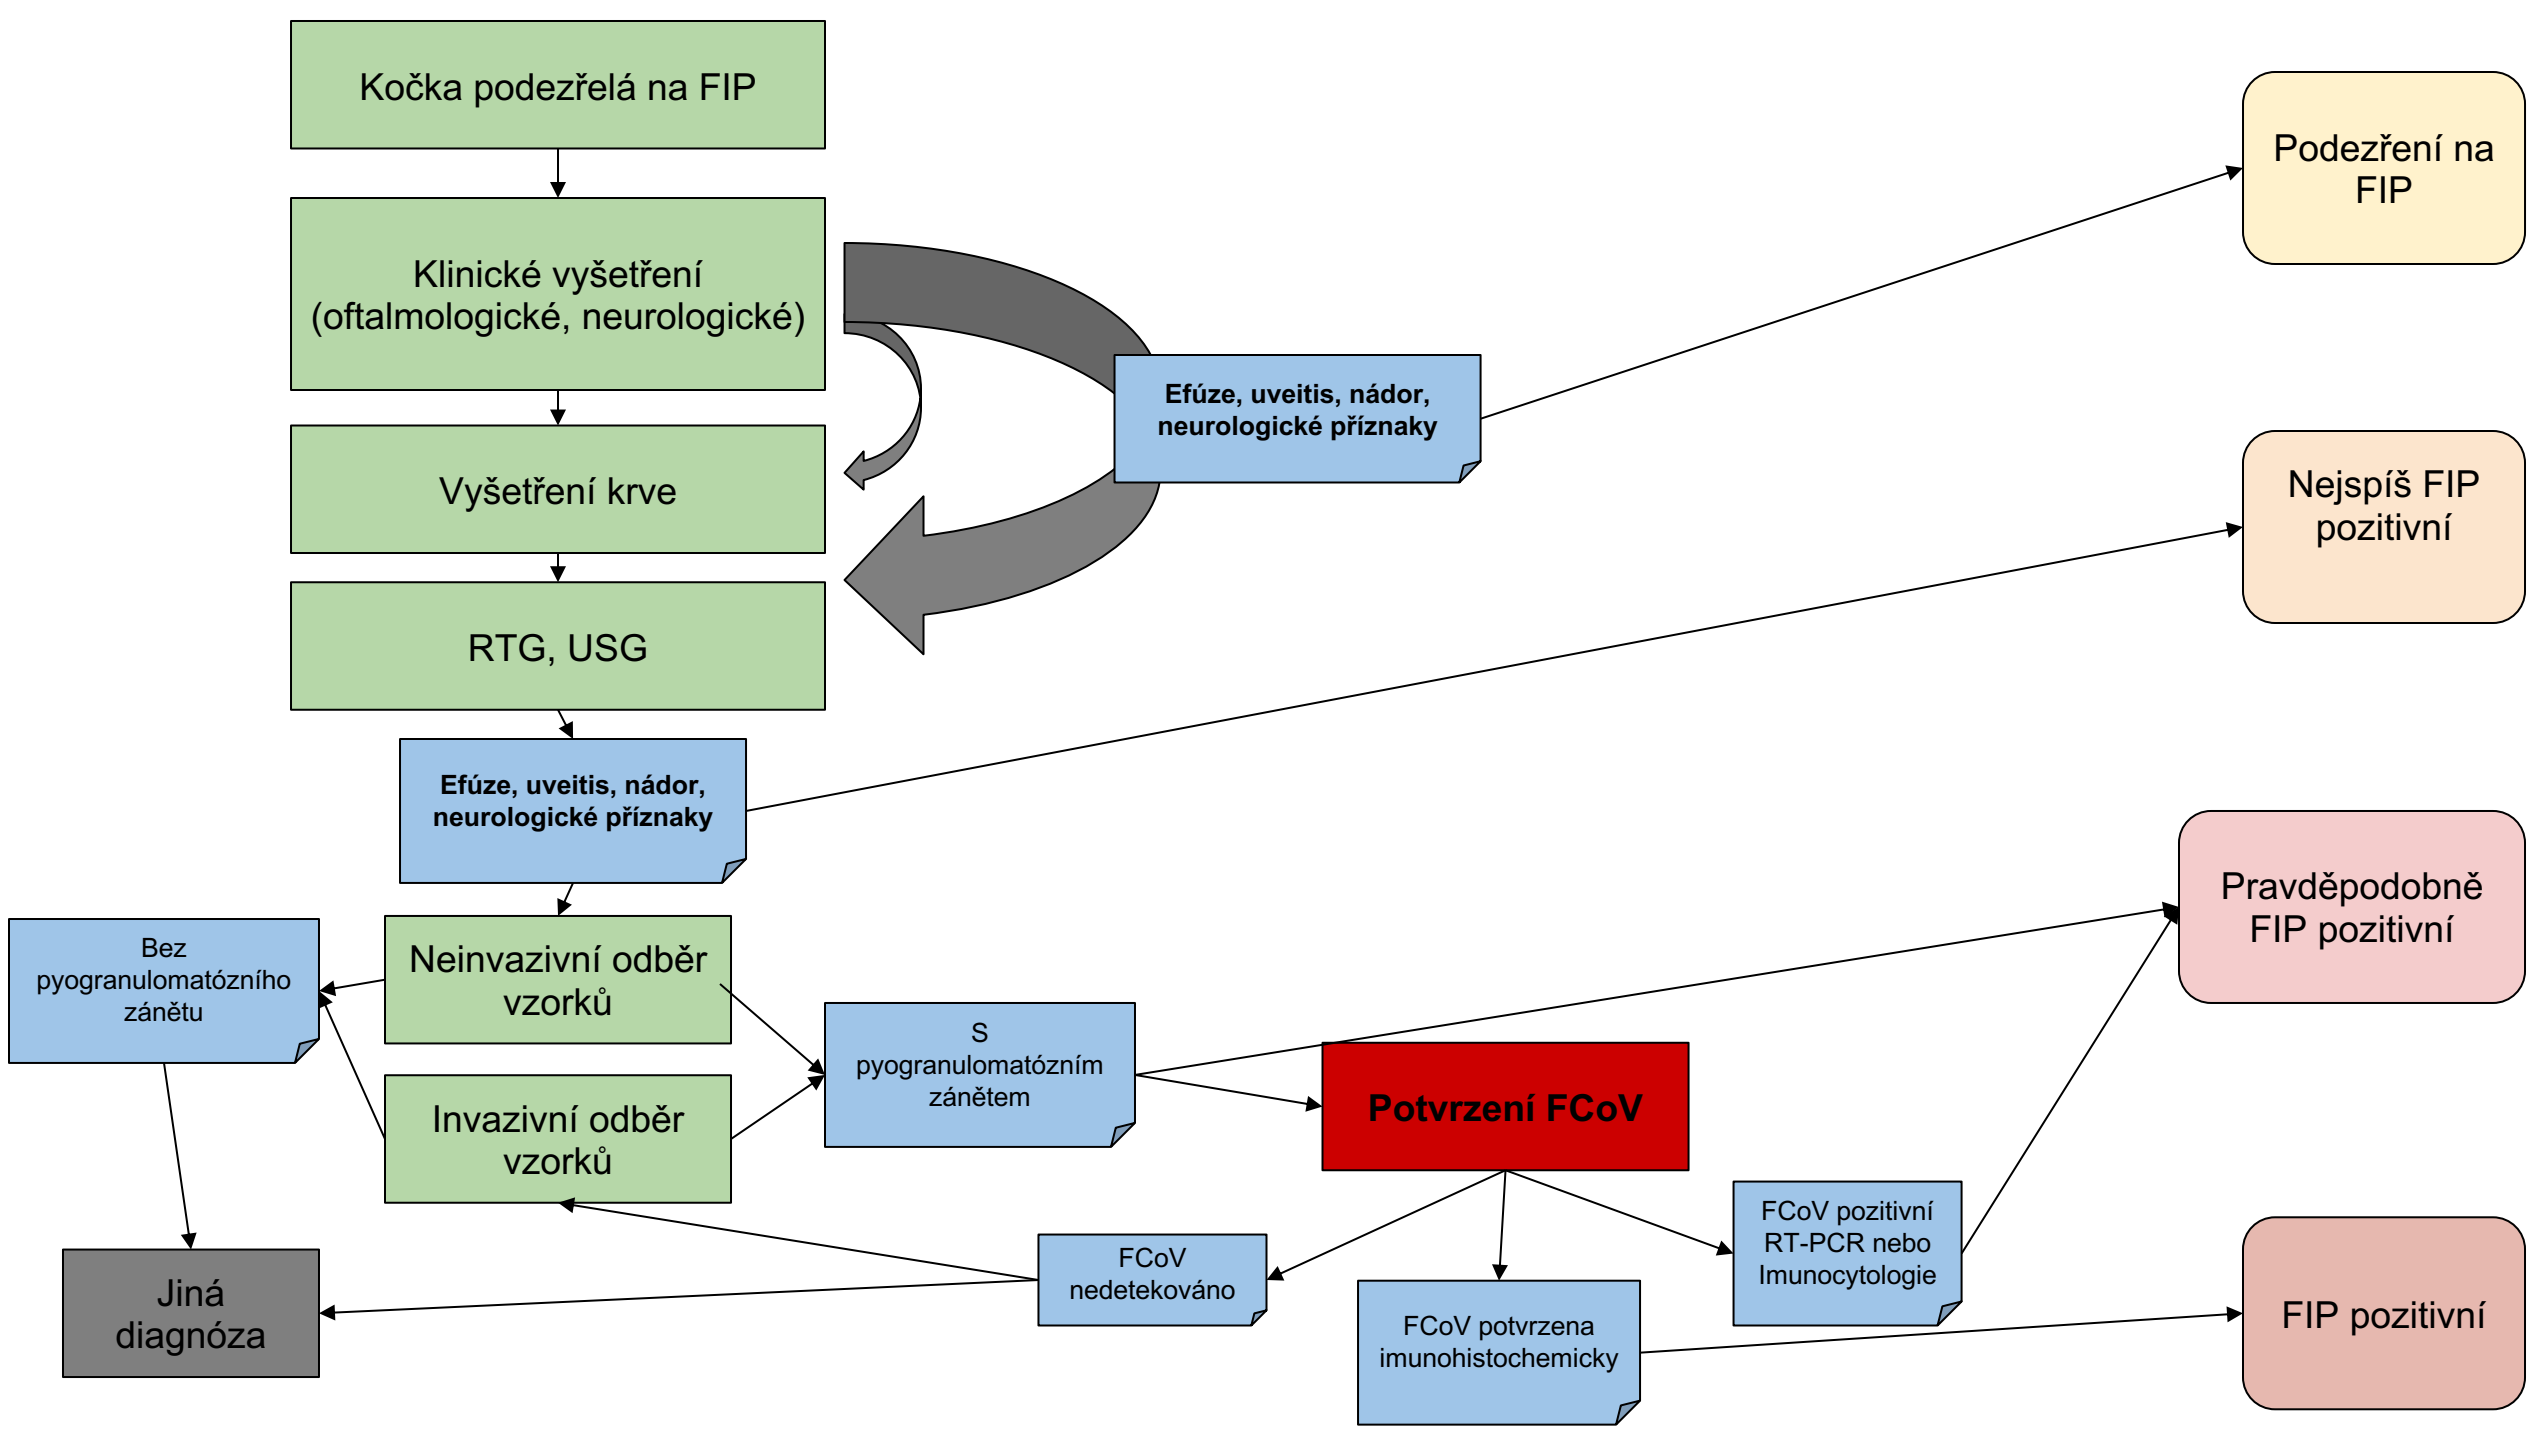 Kočka podezřelá na FIP
Podezření na
FIP
Klinické vyšetření
(oftalmologické, neurologické)
Efúze, uveitis, nádor,
neurologické příznaky
Vyšetření krve
Nejspíš FIP
pozitivní
RTG, USG
Efúze, uveitis, nádor,
neurologické příznaky
Pravděpodobně
FIP pozitivní
Bez
pyogranulomatózního
zánětu
Neinvazivní odběr
vzorků
S
pyogranulomatózním
zánětem
Potvrzení FCoV
Invazivní odběr
vzorků
FCoV pozitivní
RT-PCR nebo
Imunocytologie
FCoV
nedetekováno
Jiná
diagnóza
FCoV potvrzena
imunohistochemicky
FIP pozitivní